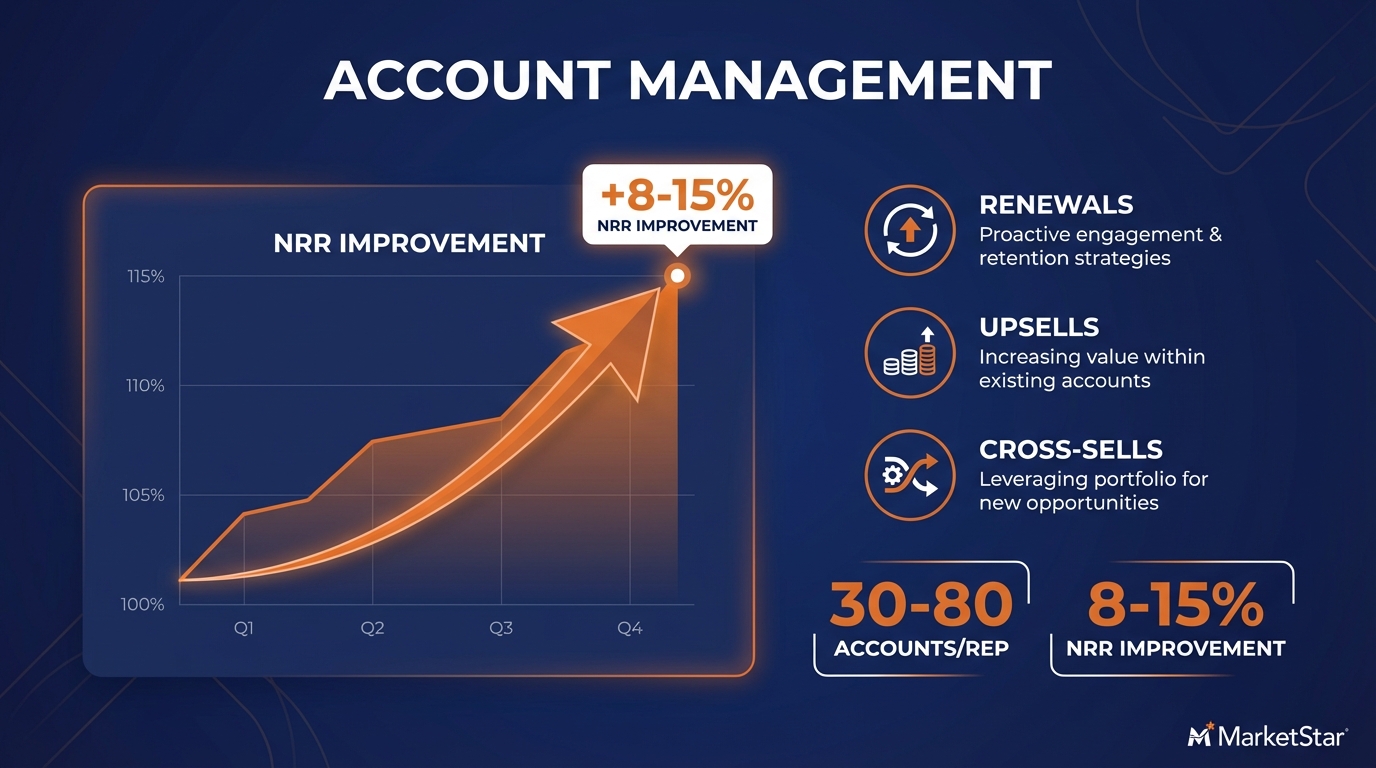 ACCOUNT MANAGEMENT
+8-15%
NRR IMPROVEMENT
NRR IMPROVEMENT
115%
110%
105%
100%
Q1
Q2
Q3
Q4
RENEWALS
Proactive engagement &
retention strategies
UPSELLS
Increasing value within
existing accounts
CROSS-SELLS
Leveraging portfolio for
new opportunities
30-80
ACCOUNTS/REP
8-15%
NRR IMPROVEMENT
MarketStar